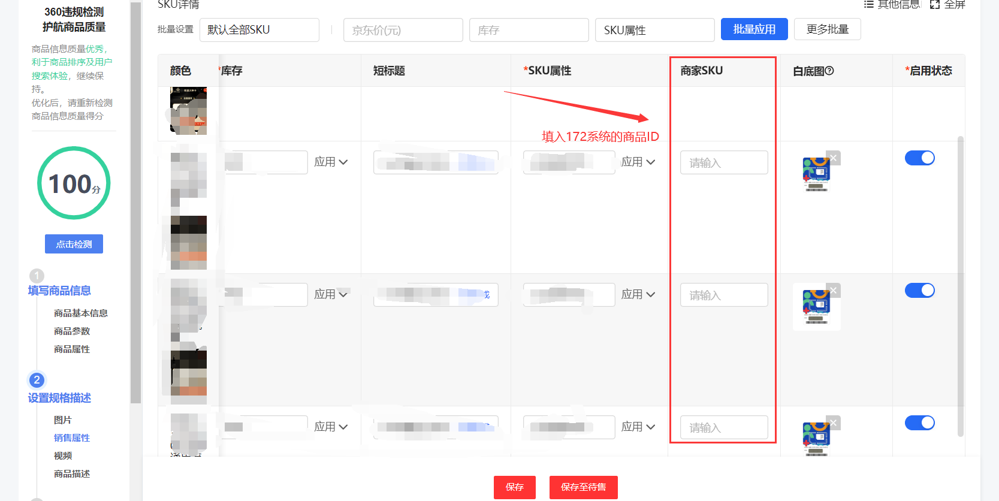 360违规检测
护航商品质量
商品信息质量优秀，
利于商品排序及用户
搜索体验，继续保
持。
优化后，请重新检测
商品信息质量得分
100分
点击检测
1
填写商品信息
商品基本信息
商品参数
商品属性
2
设置规格描述
图片
销售属性
视频
商品描述
SKU详情
其他信息
全屏
批量设置
默认全部SKU
京东价(元)
库存
SKU属性
批量应用
更多批量
颜色
*库存
短标题
*SKU属性
商家SKU
白底图
*启用状态
填入172系统的商品ID
应用
应用
请输入
应用
应用
请输入
应用
应用
请输入
保存
保存至待售